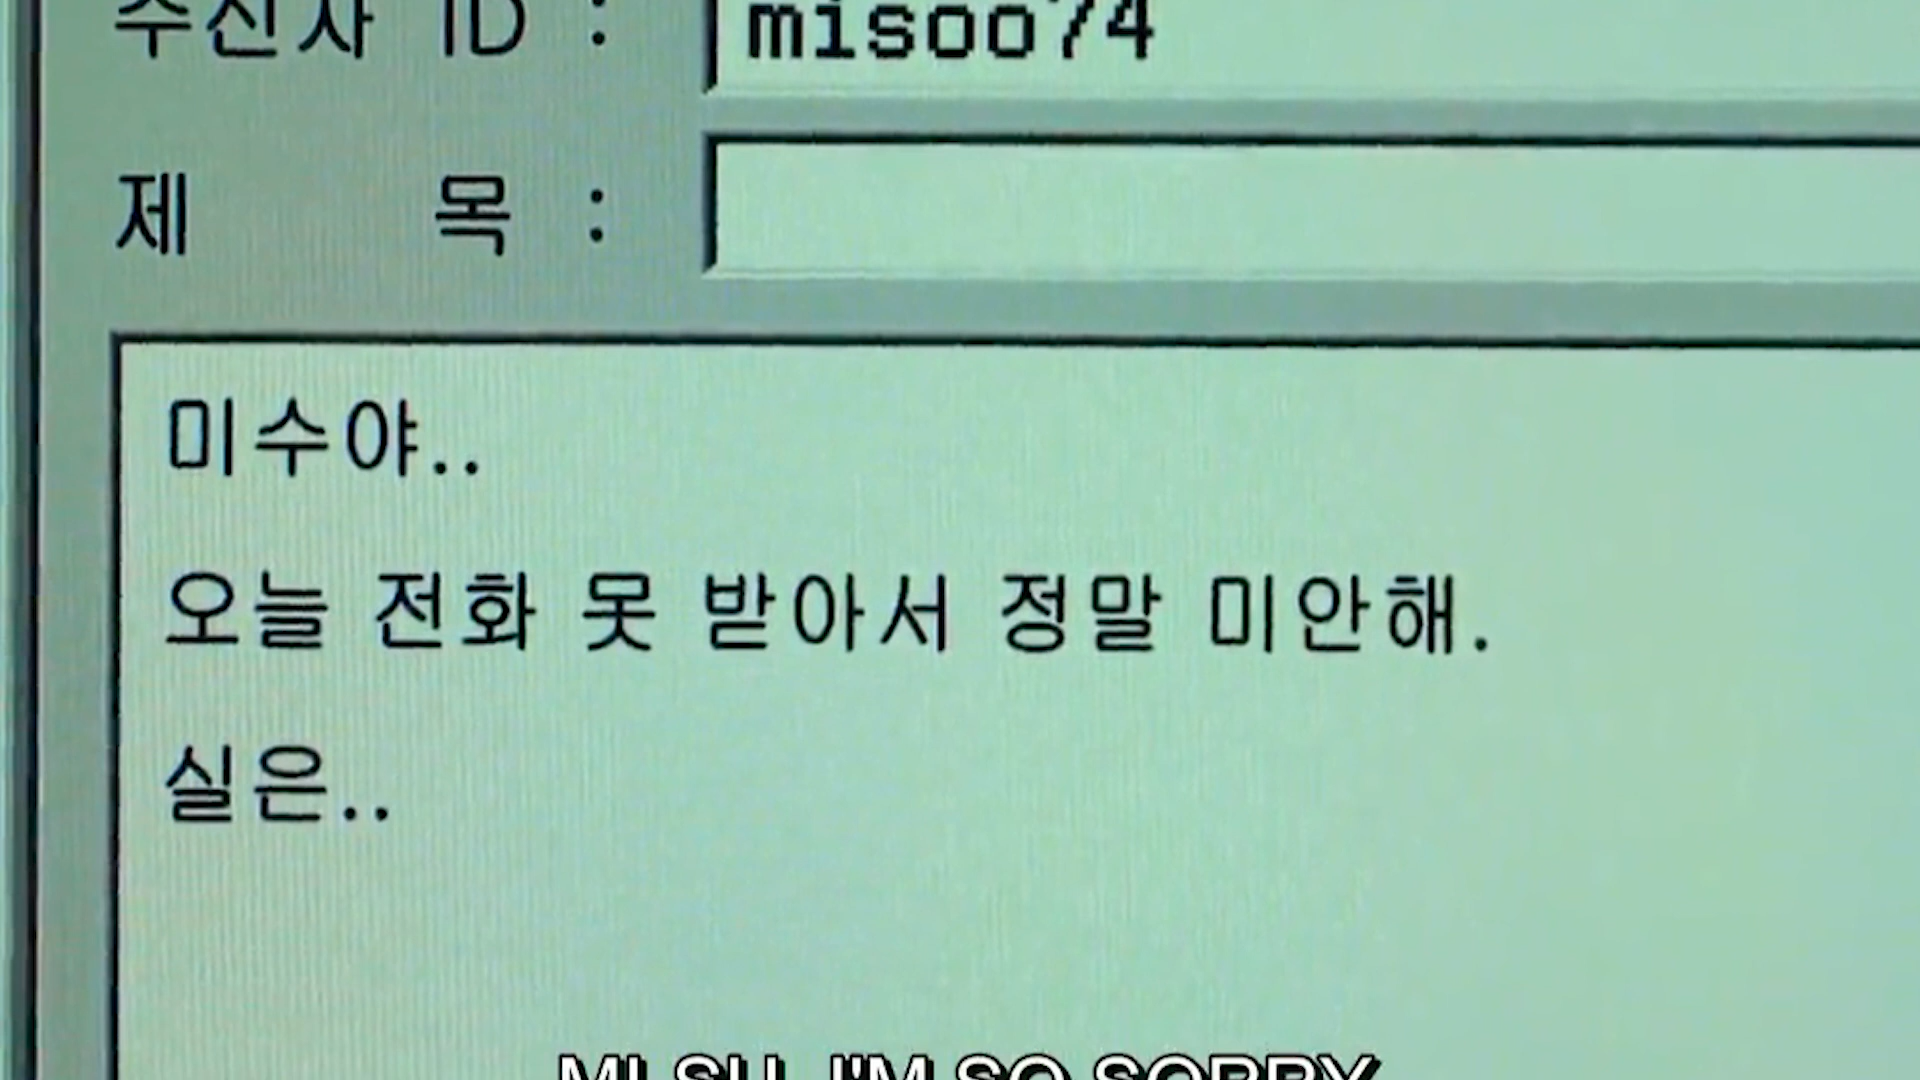 수신자 ID : misoo74
제 목 :
미수야..
오늘 전화 못 받아서 정말 미안해.
실은..
MI SU, I'M SO SORRY